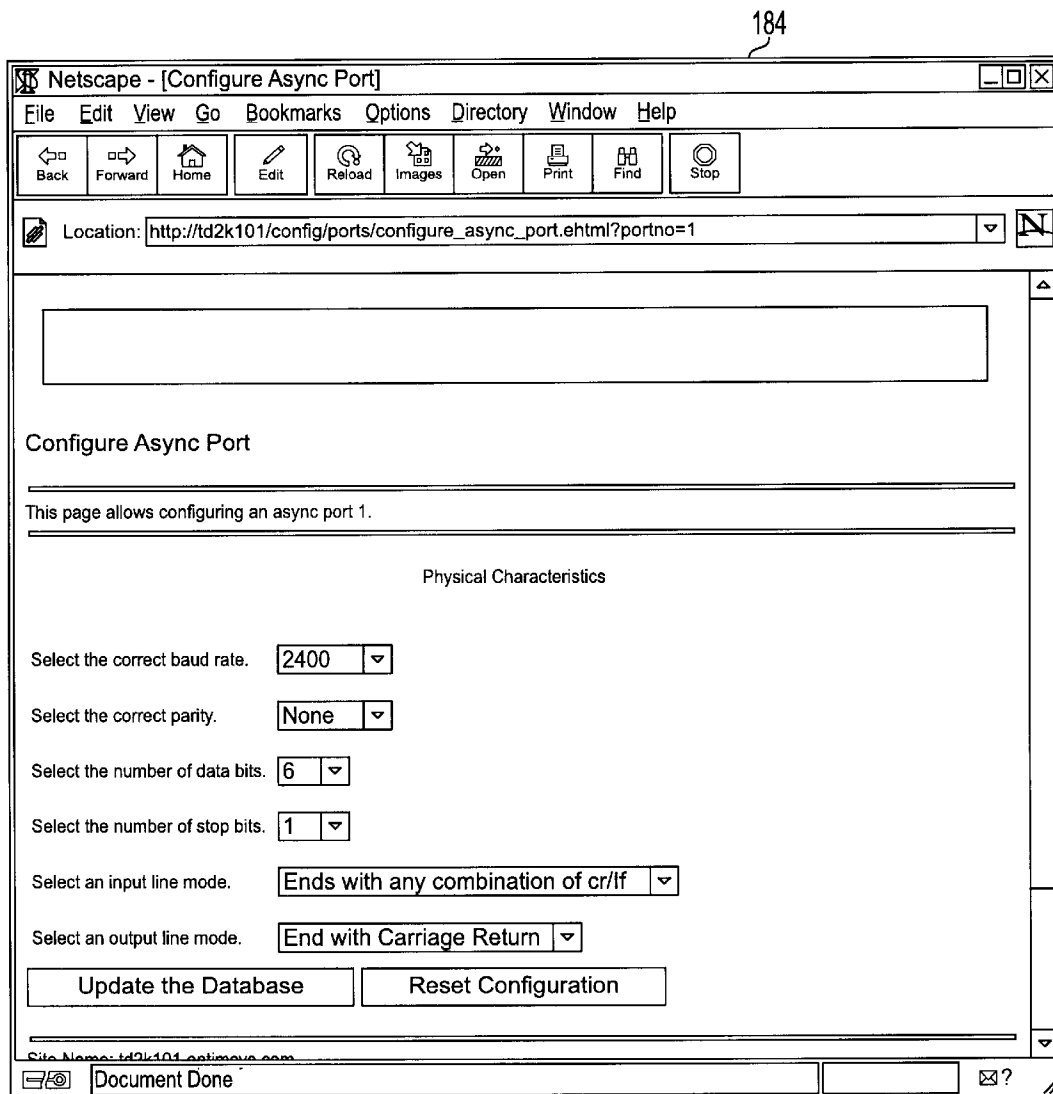 184
Netscape - [Configure Async Port]
File Edit View Go Bookmarks Options Directory Window Help
Back Forward Home Edit Reload Images Open Print Find Stop
Location: http://td2k101/config/ports/configure_async_port.ehtml?portno=1
N
Configure Async Port
This page allows configuring an async port 1.
Physical Characteristics
Select the correct baud rate. 2400
Select the correct parity. None
Select the number of data bits. 6
Select the number of stop bits. 1
Select an input line mode. Ends with any combination of cr/lf
Select an output line mode. End with Carriage Return
Update the Database Reset Configuration
Site Name: td2k101
Document Done
?